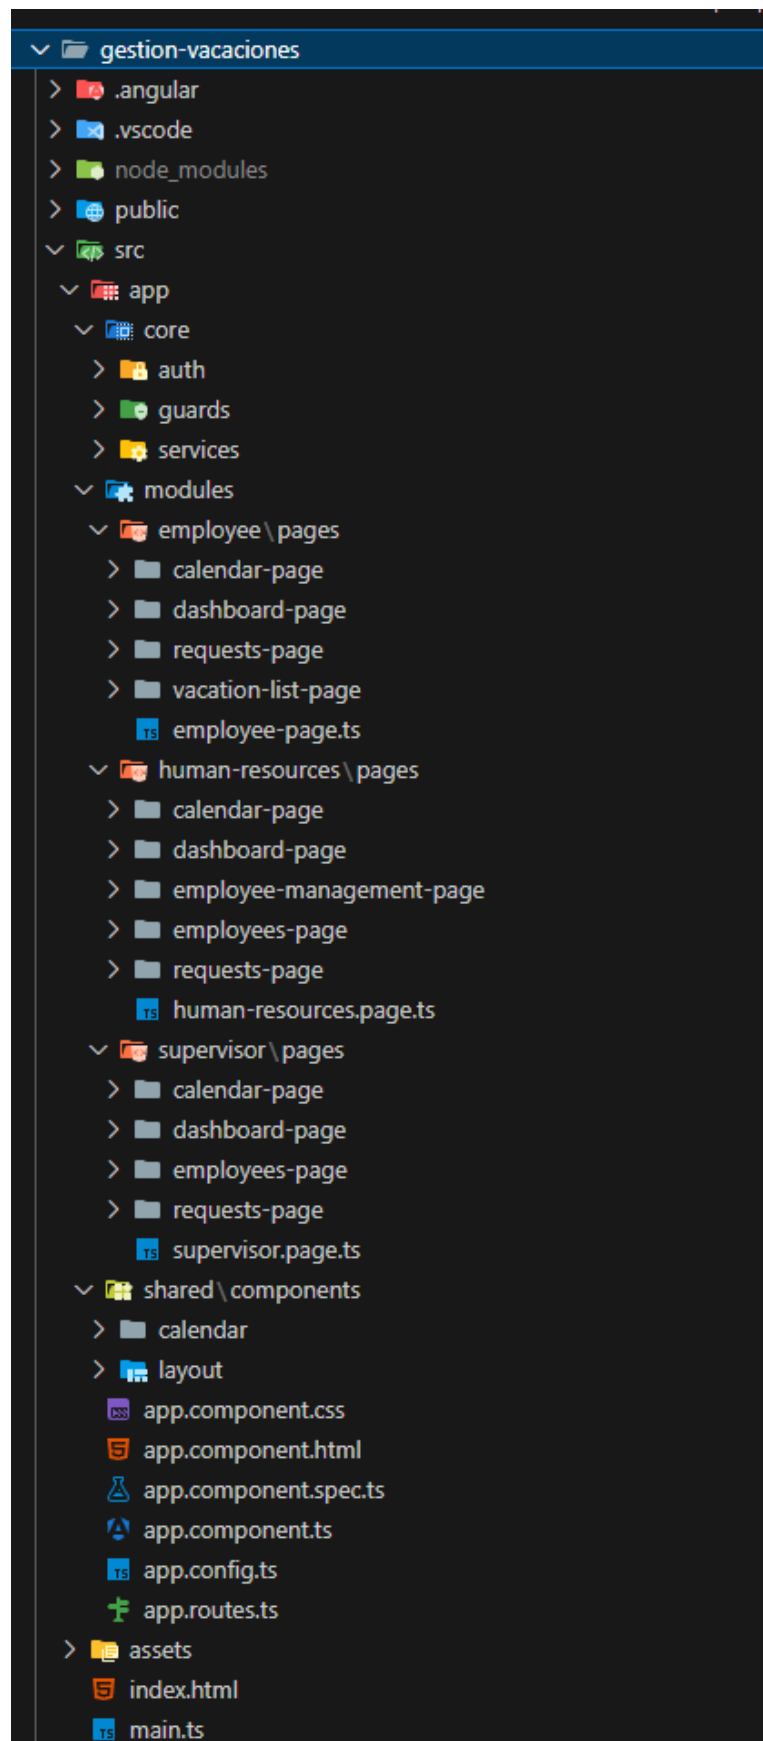 gestion-vacaciones
.angular
.vscode
node_modules
public
src
app
core
auth
guards
services
modules
employee\pages
calendar-page
dashboard-page
requests-page
vacation-list-page
employee-page.ts
human-resources\pages
calendar-page
dashboard-page
employee-management-page
employees-page
requests-page
human-resources.page.ts
supervisor\pages
calendar-page
dashboard-page
employees-page
requests-page
supervisor.page.ts
shared\components
calendar
layout
app.component.css
app.component.html
app.component.spec.ts
app.component.ts
app.config.ts
app.routes.ts
assets
index.html
main.ts